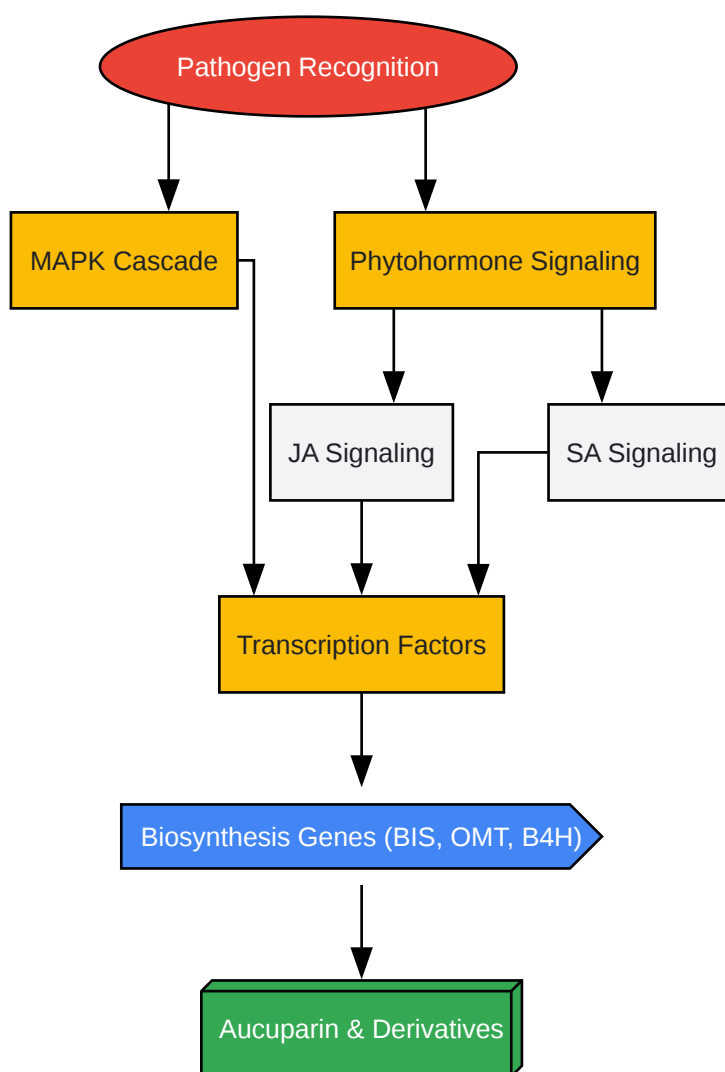 Pathogen Recognition
MAPK Cascade
Phytohormone Signaling
JA Signaling
SA Signaling
Transcription Factors
Biosynthesis Genes (BIS, OMT, B4H)
Aucuparin & Derivatives